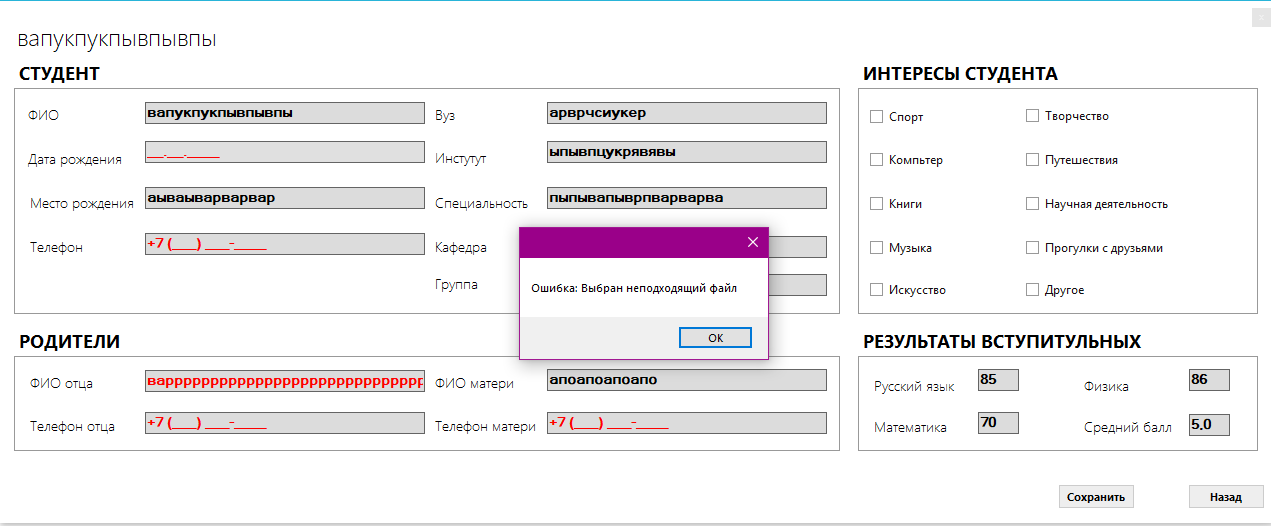 вапукпукпывпывпы
СТУДЕНТ
ФИО
вапукпукпывпывпы
Вуз
арврчсиукер
Дата рождения
__.__.____
Инстутут
ыпывпцукрявявы
Место рождения
аываываpварвар
Специальность
пыпывапыврпварварва
Телефон
+7 (___) ___-____
Кафедра
Группа
ИНТЕРЕСЫ СТУДЕНТА
Спорт
Творчество
Компьтер
Путешествия
Книги
Научная деятельность
Музыка
Прогулки с друзьями
Искусство
Другое
Ошибка: Выбран неподходящий файл
ОК
РОДИТЕЛИ
ФИО отца
ФИО матери
апоапоапоапо
Телефон отца
+7 (___) ___-____
Телефон матери
+7 (___) ___-____
РЕЗУЛЬТАТЫ ВСТУПИТУЛЬНЫХ
Русский язык
85
Физика
86
Математика
70
Средний балл
5,0
Сохранить
Назад